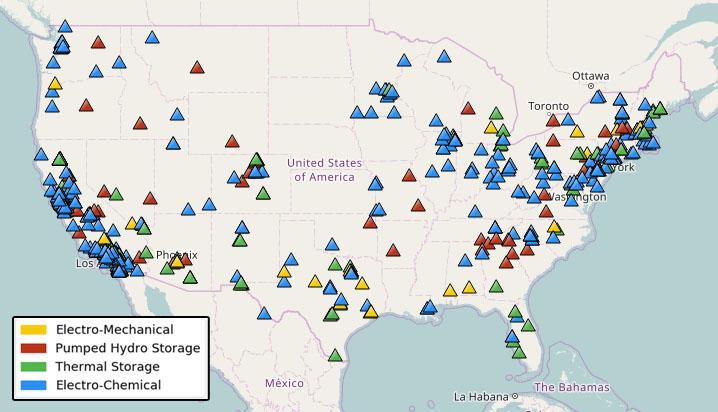 Ottawa
Toronto
United States
of America
York
Washington
Phoenix
Los
Electro-Mechanical
Pumped Hydro Storage
Thermal Storage
Electro-Chemical
México
The Bahamas
La Habana